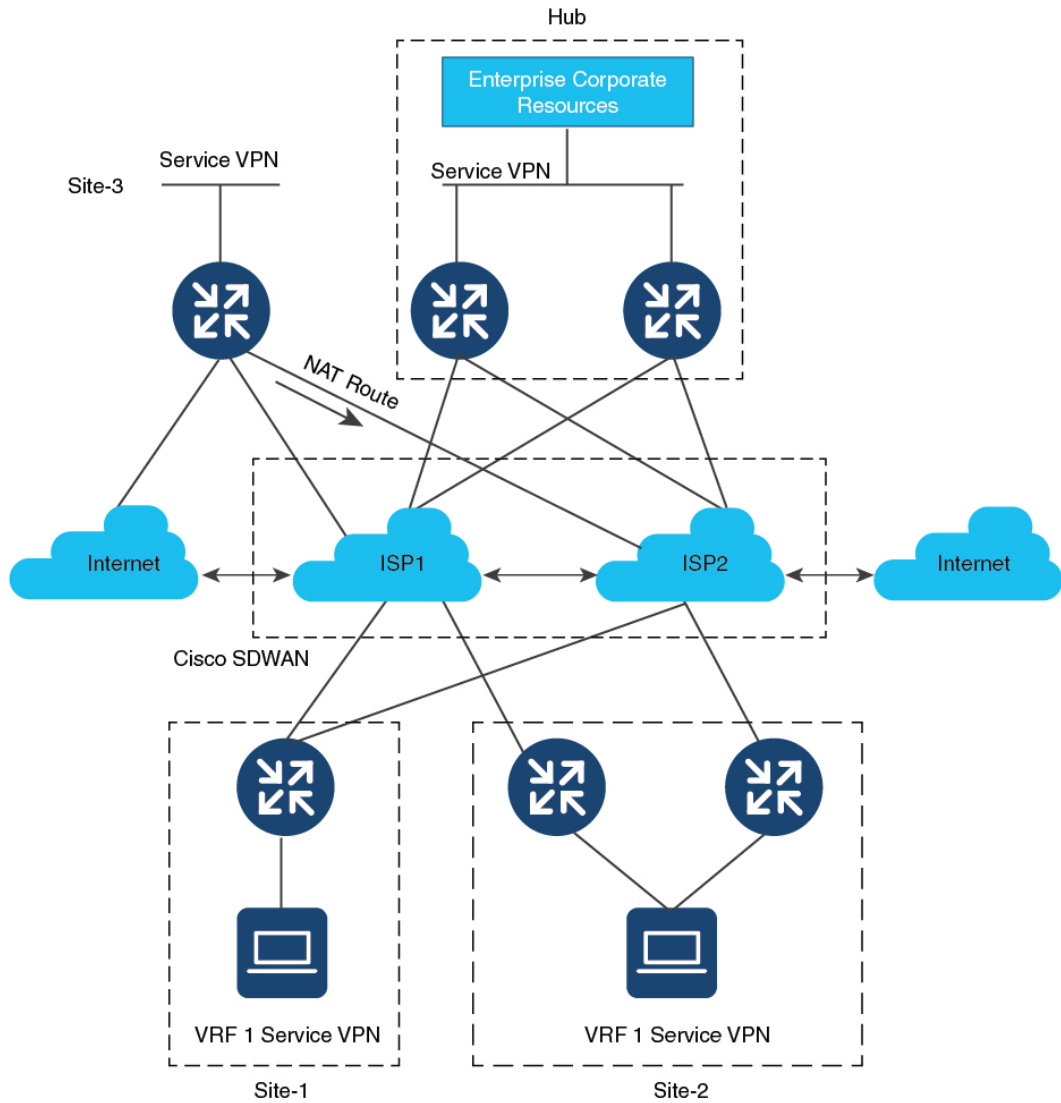 Hub
Enterprise Corporate
Resources
Service VPN
Site-3
Service VPN
NAT Route
Internet
ISP1
ISP2
Internet
Cisco SDWAN
VRF 1 Service VPN
VRF 1 Service VPN
Site-1
Site-2